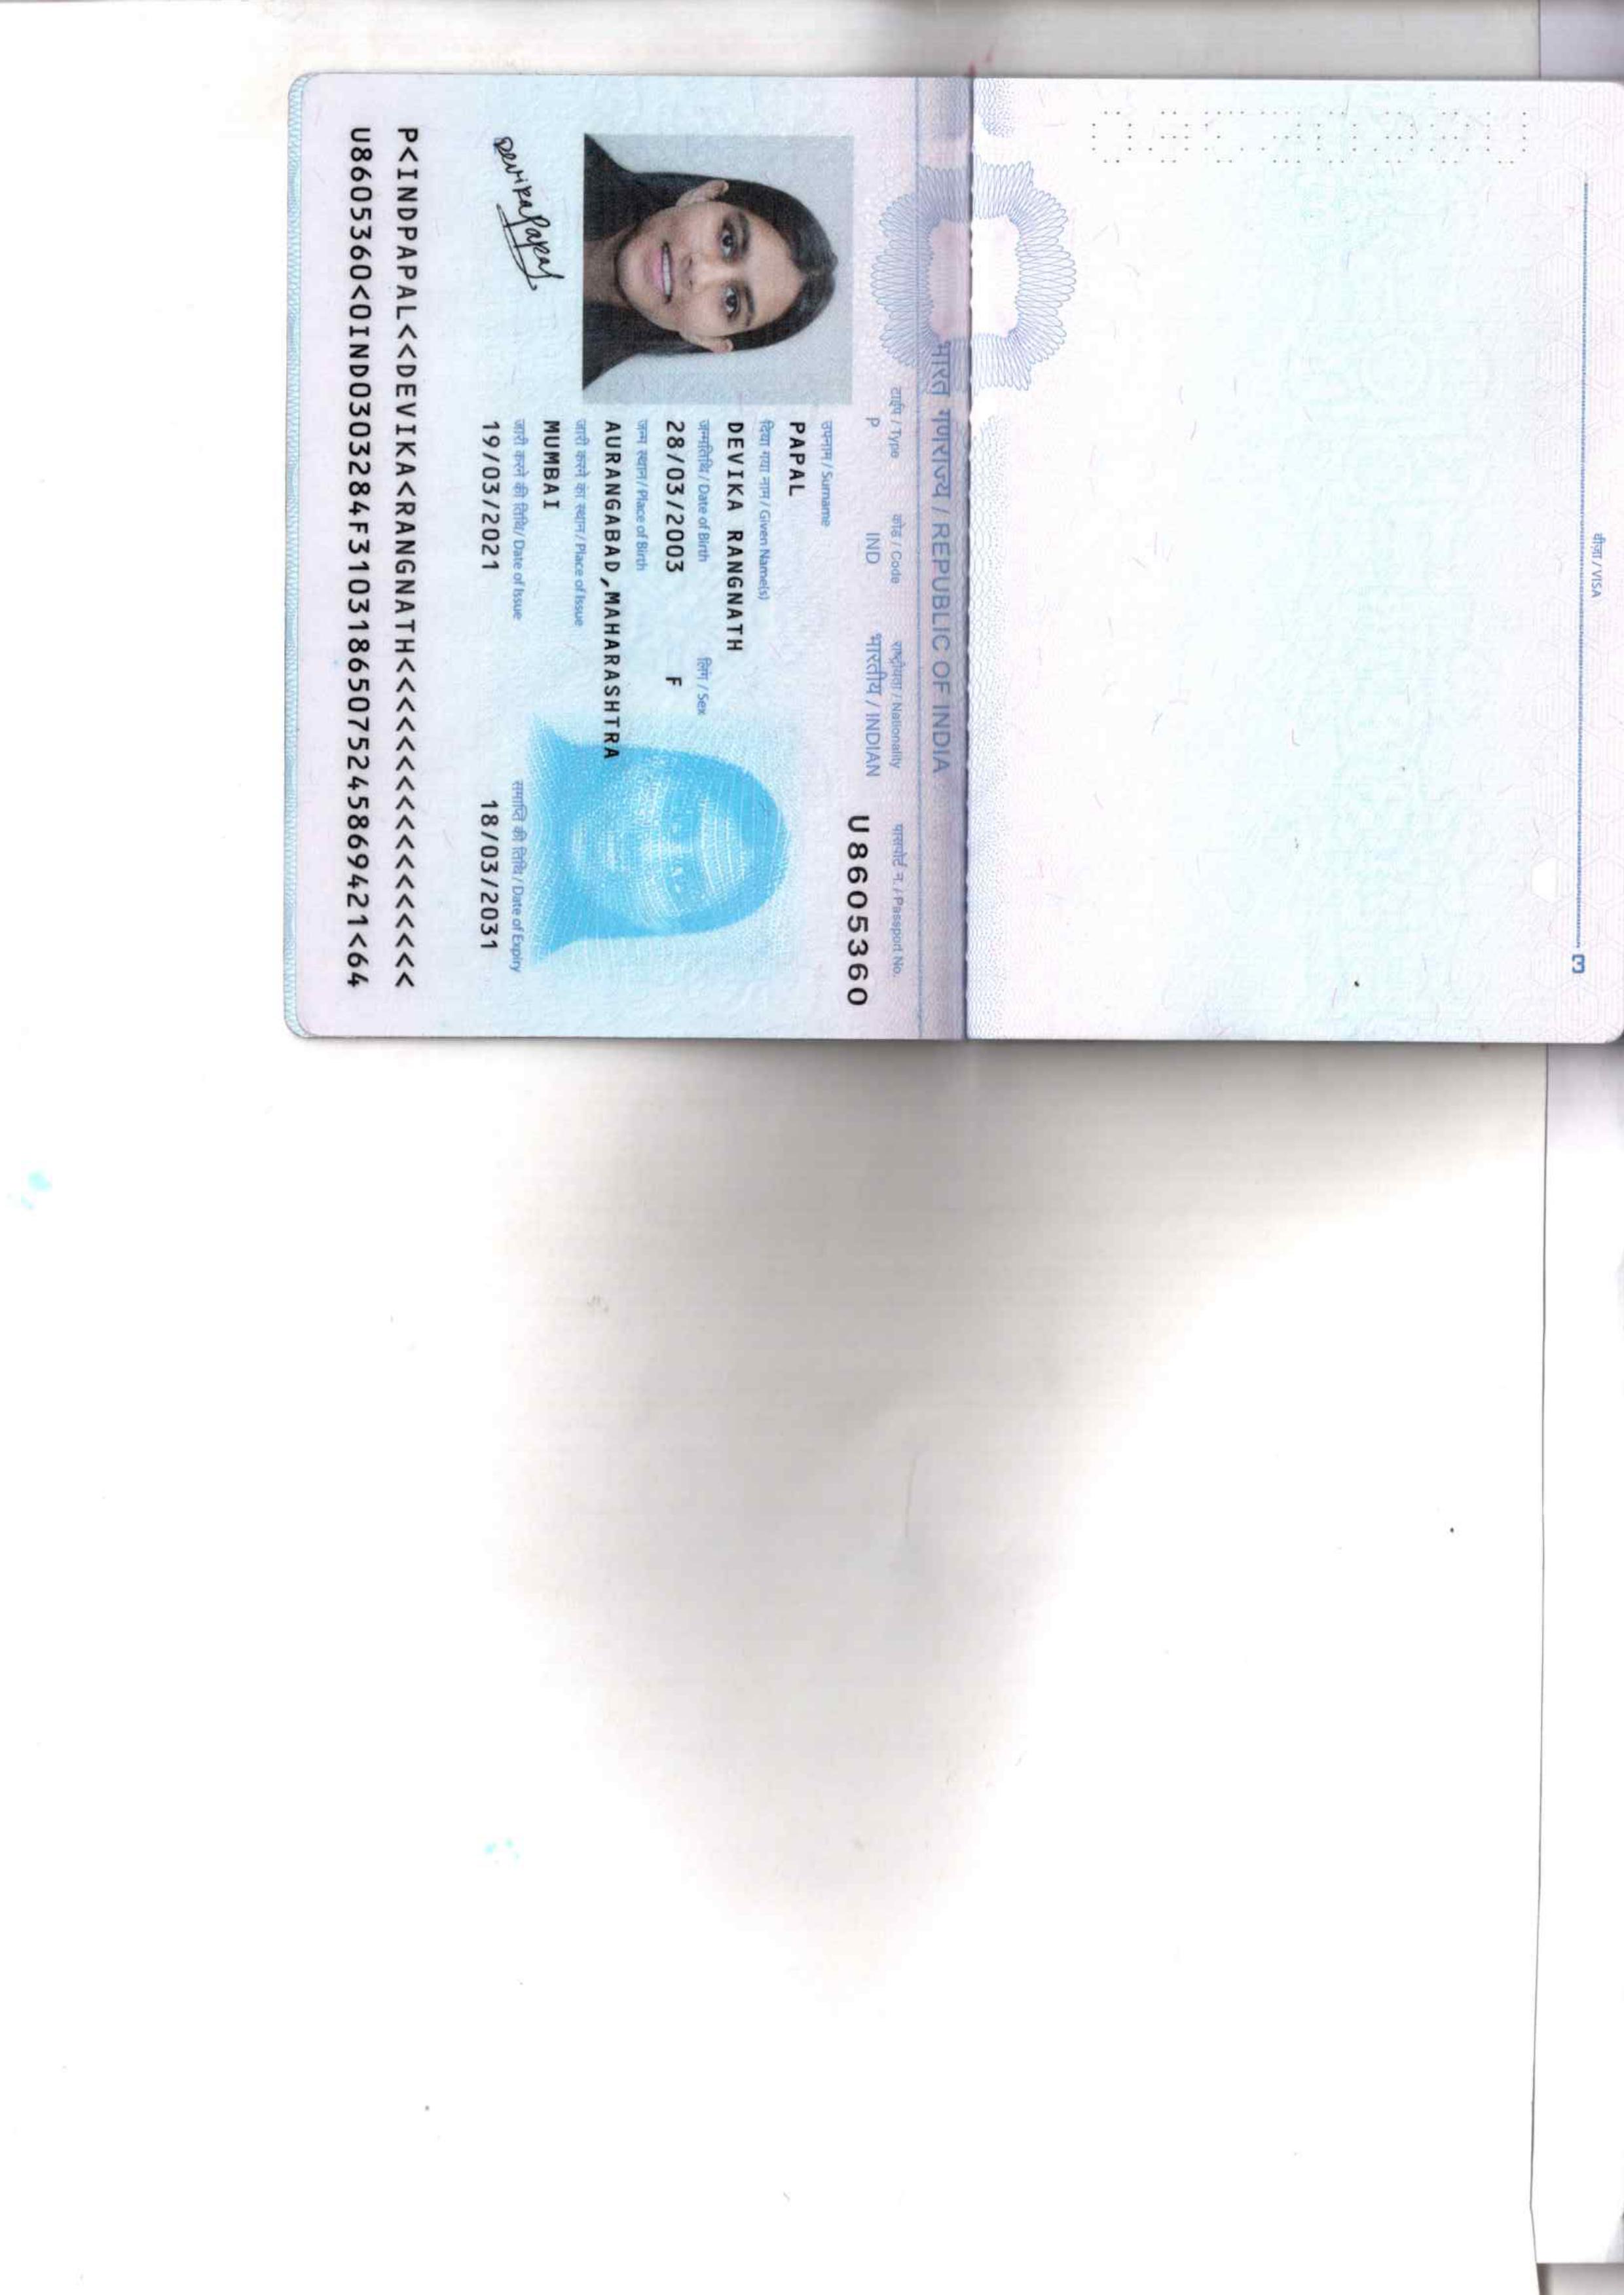 वीज़ा / VISA
3
भारत गणराज्य / REPUBLIC OF INDIA
टाईप / Type कोड / Code राष्ट्रीयता / Nationality पासपोर्ट न. / Passport No.
P IND भारतीय / INDIAN U8605360
उपनाम / Surname
PAPAL
दिया गया नाम / Given Name(s)
DEVIKA RANGNATH
जन्मतिथि / Date of Birth लिंग / Sex
28/03/2003 F
जन्म स्थान / Place of Birth
AURANGABAD,MAHARASHTRA
जारी करने का स्थान / Place of Issue
MUMBAI
जारी करने की तिथि / Date of Issue समाप्ति की तिथि / Date of Expiry
19/03/2021 18/03/2031
Devika Papal
P<INDPAPAL<<DEVIKA<RANGNATH<<<<<<<<<<<<<<<<<
U8605360<0IND0303284F31031865075245869421<64